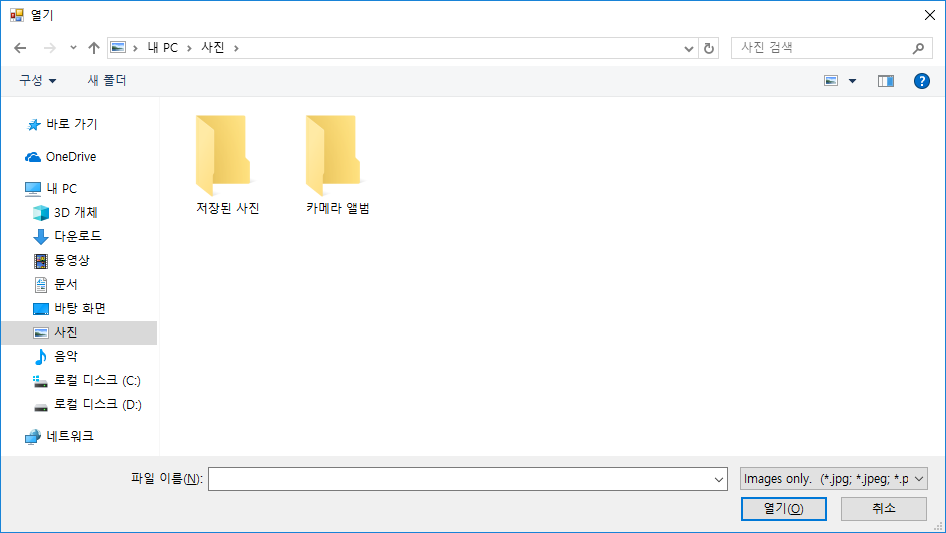 열기
내 PC 사진
사진 검색
구성
새 폴더
바로 가기
OneDrive
내 PC
3D 개체
다운로드
동영상
문서
바탕 화면
사진
음악
로컬 디스크 (C:)
로컬 디스크 (D:)
네트워크
저장된 사진
카메라 앨범
파일 이름(N):
Images only. (*.jpg; *.jpeg; *.p
열기(O)
취소